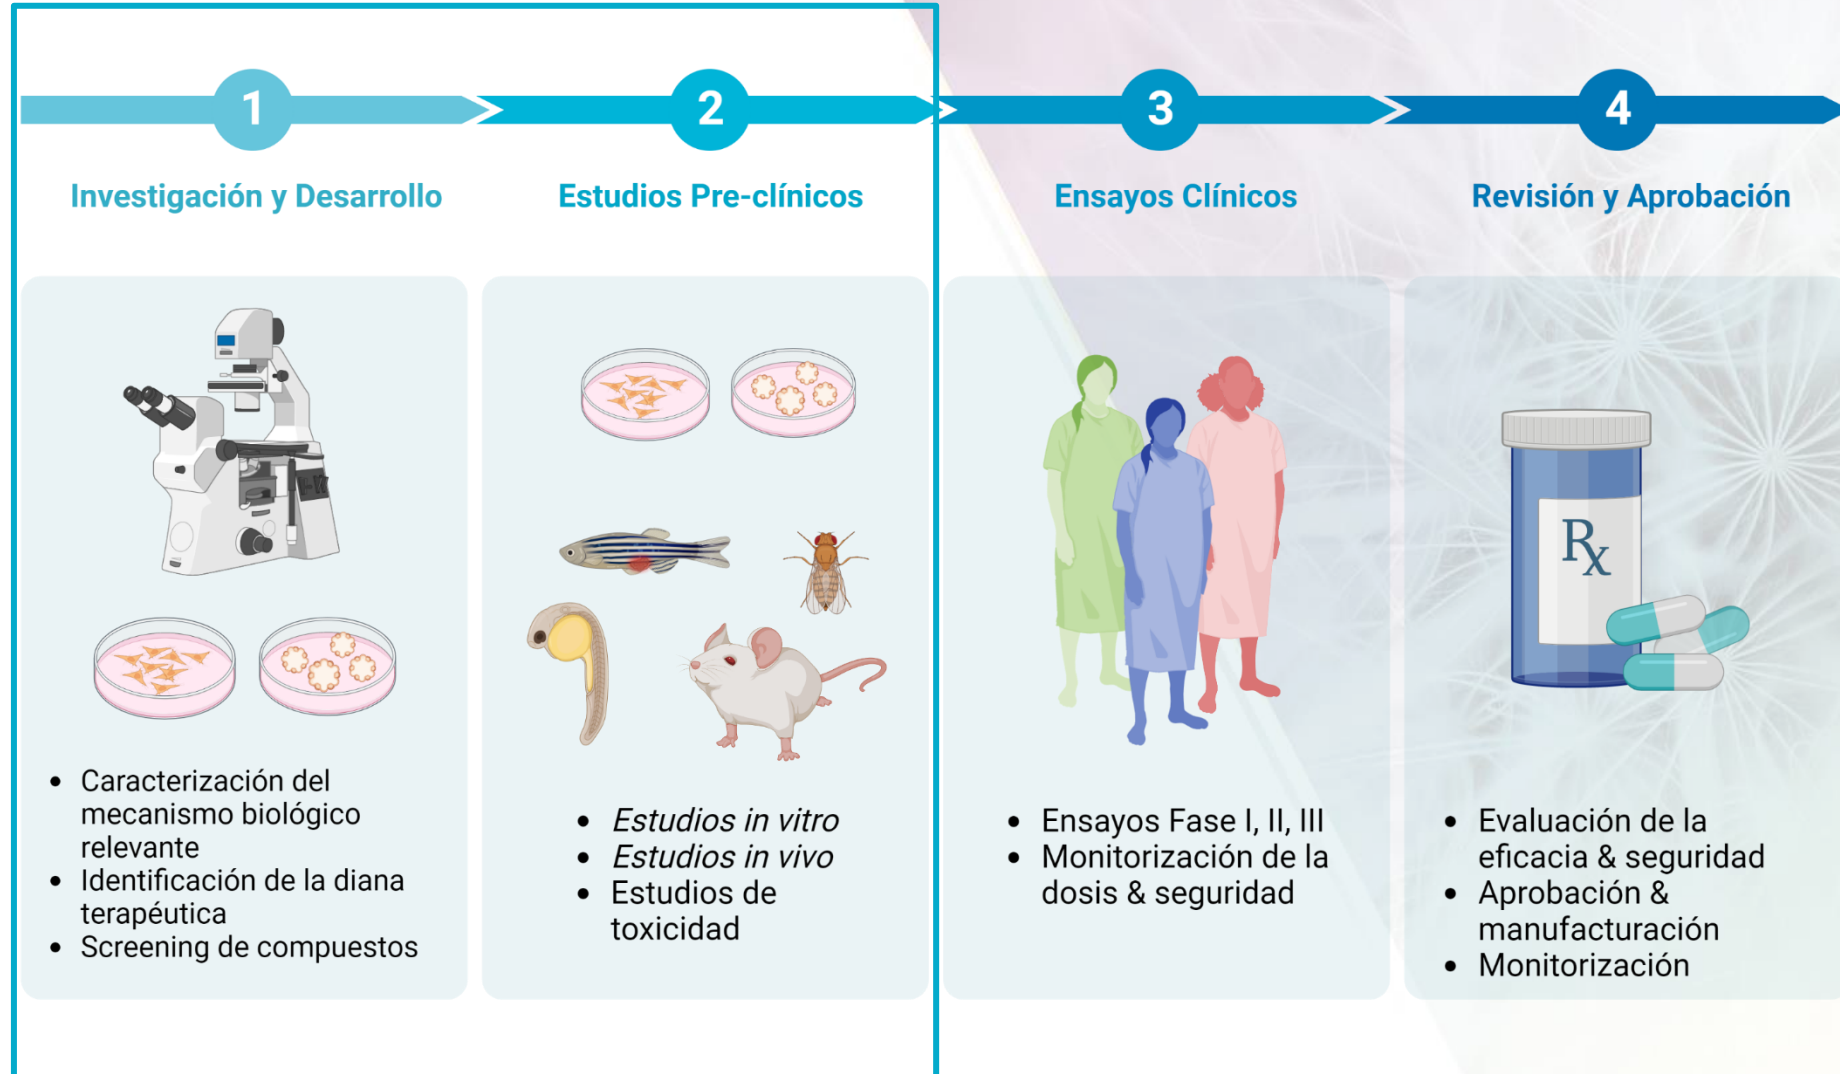 1
Investigación y Desarrollo
• Caracterización del
mecanismo biológico
relevante
• Identificación de la diana
terapéutica
• Screening de compuestos
2
Estudios Pre-clínicos
• Estudios in vitro
• Estudios in vivo
• Estudios de
toxicidad
3
Ensayos Clínicos
• Ensayos Fase I, II, III
• Monitorización de la
dosis & seguridad
4
Revisión y Aprobación
Rx
• Evaluación de la
eficacia & seguridad
• Aprobación &
manufacturación
• Monitorización